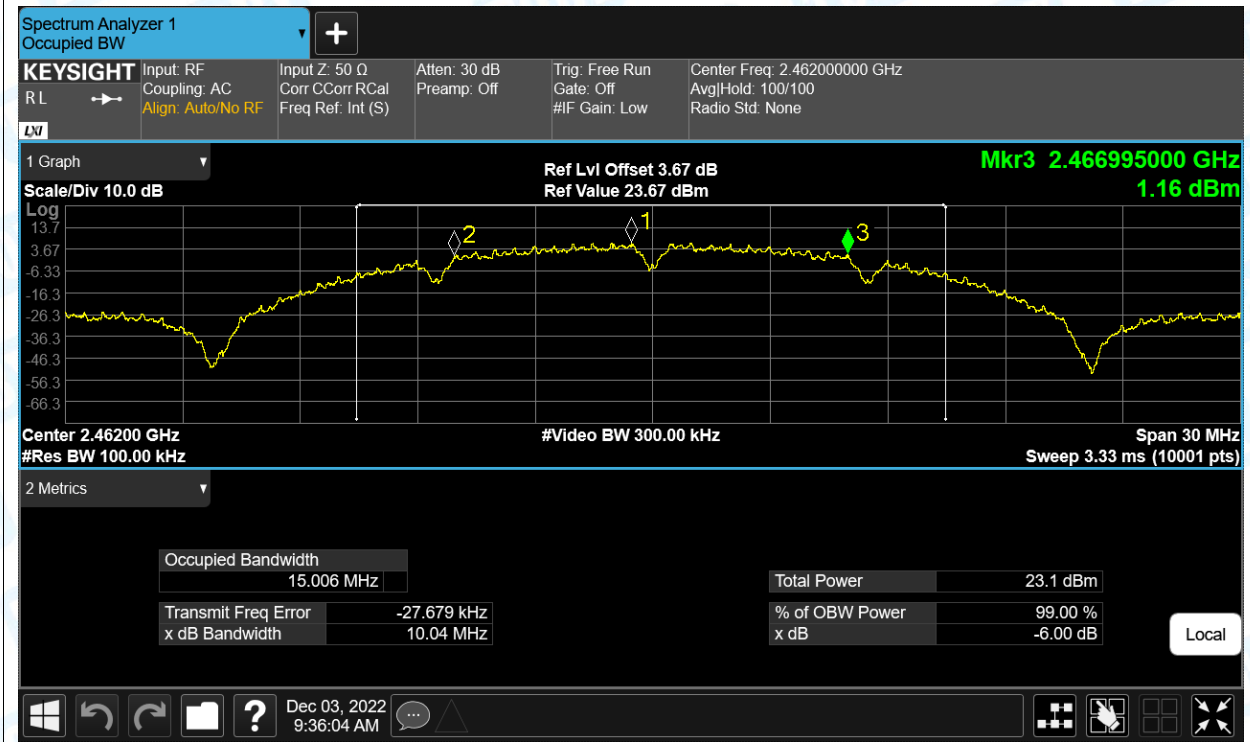 Spectrum Analyzer 1
Occupied BW
KEYSIGHT
R L
LXI
Input: RF
Coupling: AC
Align: Auto/No RF
Input Z: 50 Ω
Corr CCorr RCal
Freq Ref: Int (S)
Atten: 30 dB
Preamp: Off
Trig: Free Run
Gate: Off
#IF Gain: Low
Center Freq: 2.462000000 GHz
Avg|Hold: 100/100
Radio Std: None
1 Graph
Scale/Div 10.0 dB
Ref Lvl Offset 3.67 dB
Ref Value 23.67 dBm
Mkr3 2.466995000 GHz
1.16 dBm
Log
13.7
3.67
-6.33
-16.3
-26.3
-36.3
-46.3
-56.3
-66.3
2
1
3
Center 2.46200 GHz
#Video BW 300.00 kHz
Span 30 MHz
#Res BW 100.00 kHz
Sweep 3.33 ms (10001 pts)
2 Metrics
Occupied Bandwidth
15.006 MHz
Total Power 23.1 dBm
Transmit Freq Error -27.679 kHz
% of OBW Power 99.00 %
x dB Bandwidth 10.04 MHz
x dB -6.00 dB
Local
?
Dec 03, 2022
9:36:04 AM